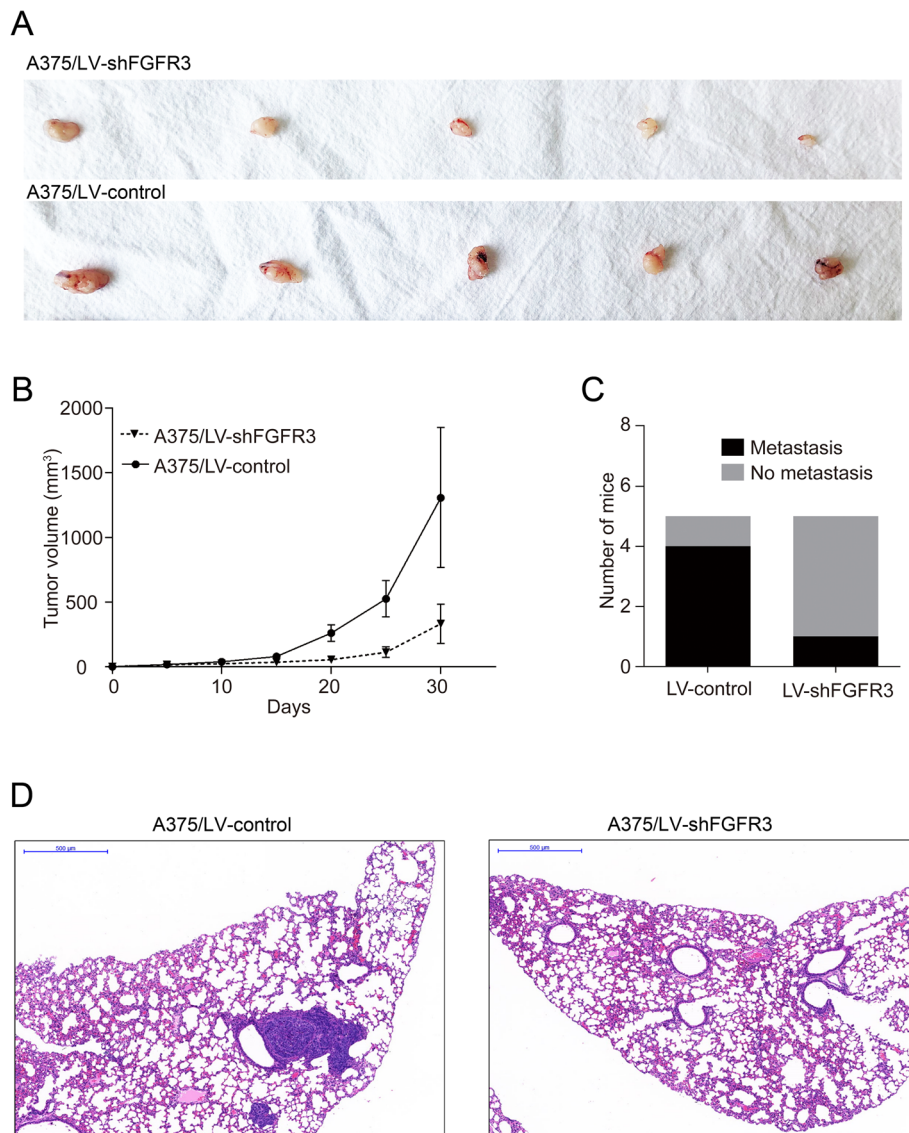 A
A375/LV-shFGFR3
A375/LV-control
B
Tumor volume (mm³)
2000
1500
1000
500
0
A375/LV-shFGFR3
A375/LV-control
0 10 20 30
Days
C
Number of mice
8
6
4
2
0
Metastasis
No metastasis
LV-control LV-shFGFR3
D
A375/LV-control
500 µm
A375/LV-shFGFR3
500 µm